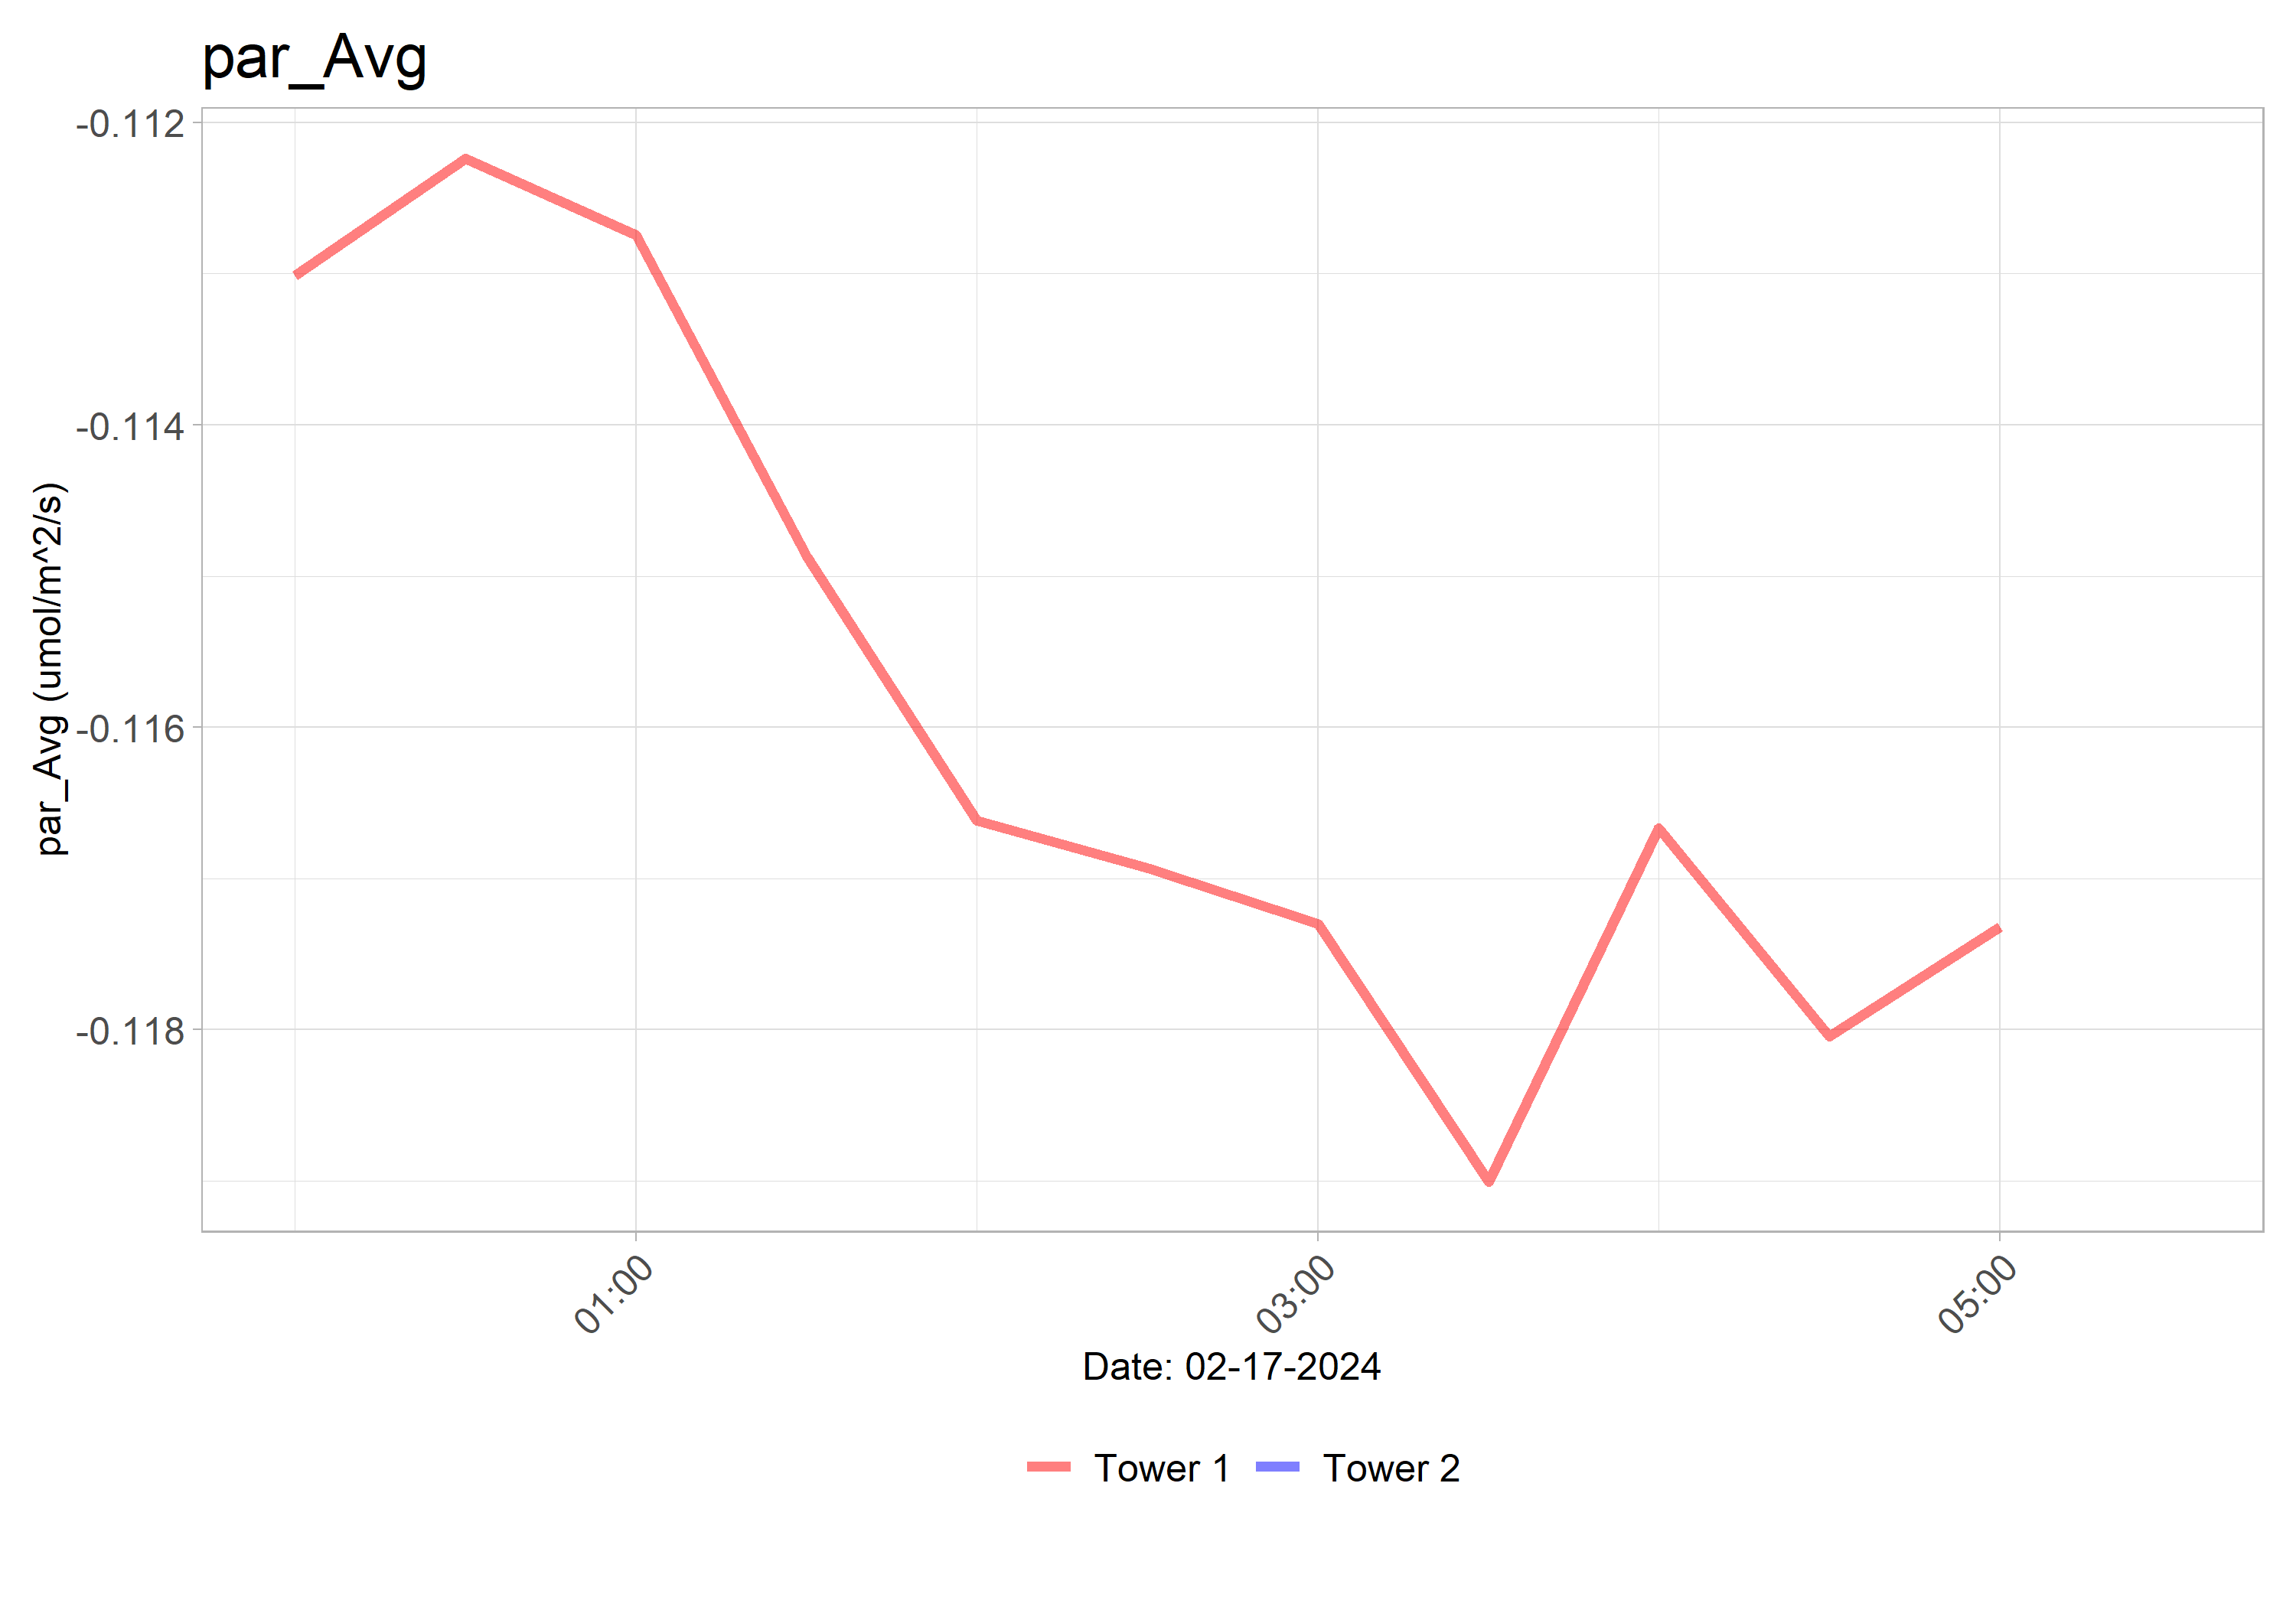 par_Avg
-0.112
-0.114
-0.116
-0.118
par_Avg (umol/m^2/s)
01:00
03:00
05:00
Date: 02-17-2024
Tower 1
Tower 2